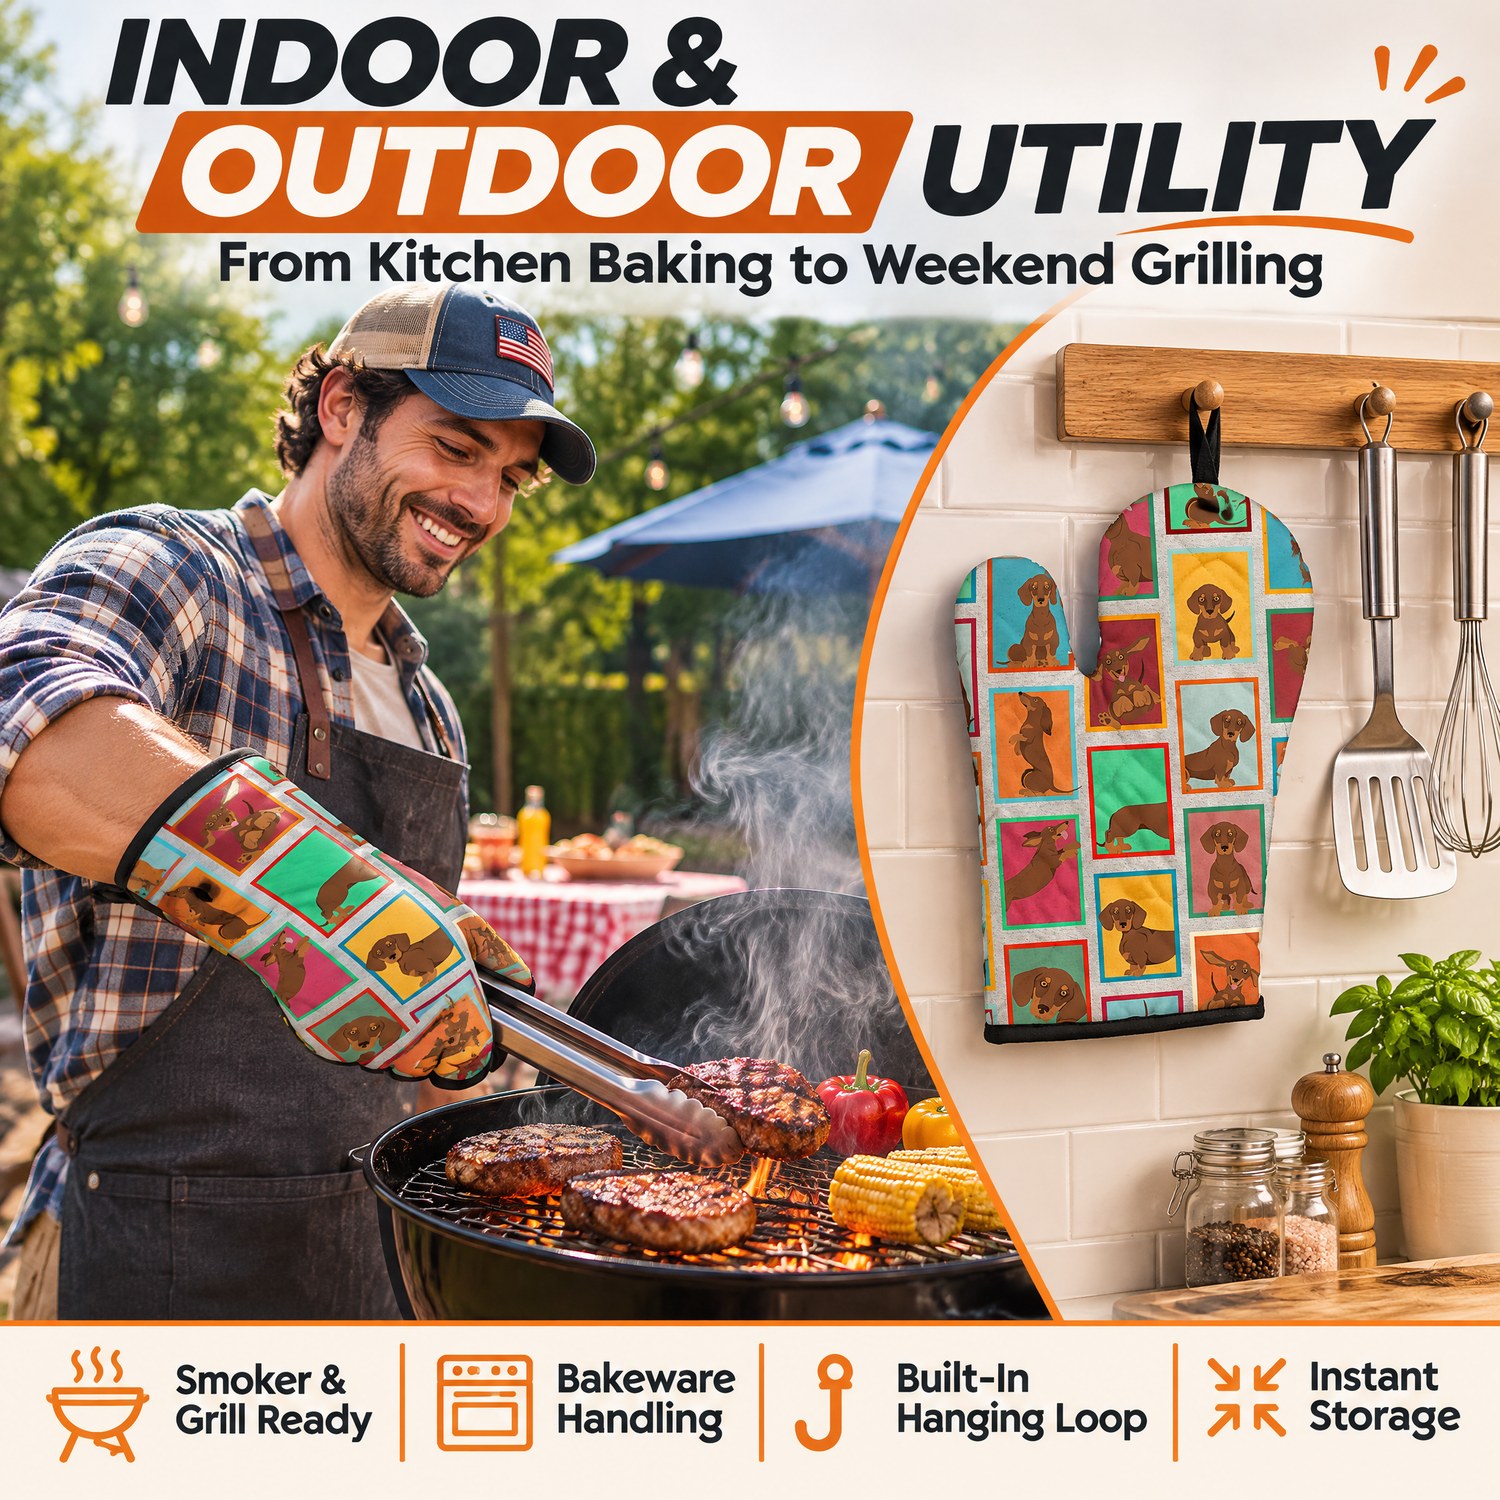 INDOOR &
OUTDOOR UTILITY
From Kitchen Baking to Weekend Grilling
Smoker &
Grill Ready
Bakeware
Handling
Built-In
Hanging Loop
Instant
Storage